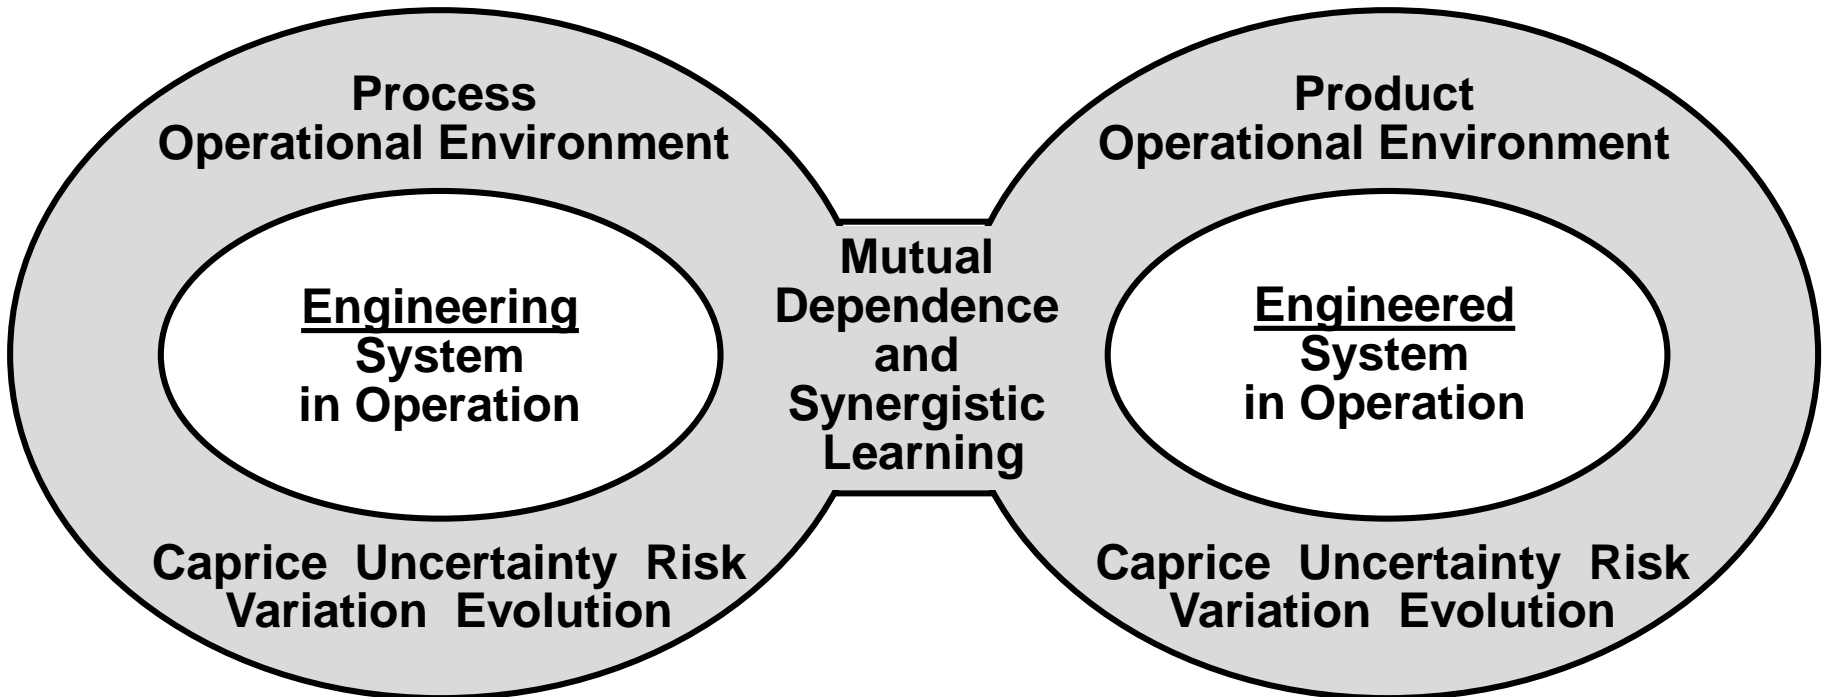 Process
Operational Environment
Engineering
System
in Operation
Caprice Uncertainty Risk
Variation Evolution
Mutual
Dependence
and
Synergistic
Learning
Product
Operational Environment
Engineered
System
in Operation
Caprice Uncertainty Risk
Variation Evolution